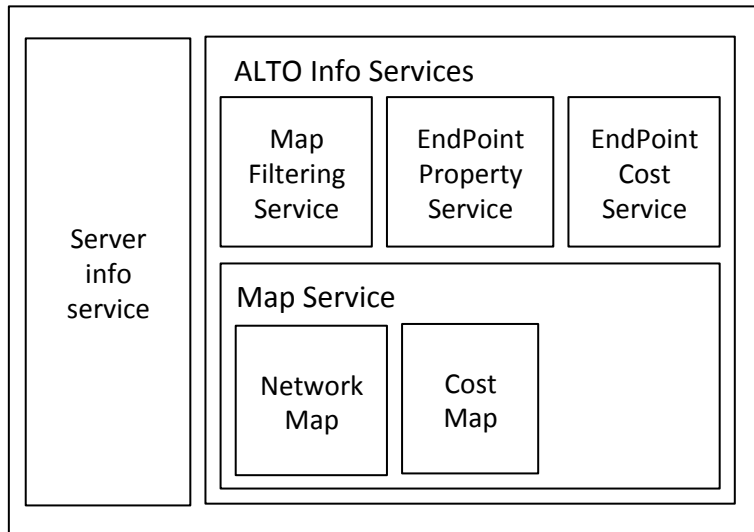 Server
info
service
ALTO Info Services
Map
Filtering
Service
EndPoint
Property
Service
EndPoint
Cost
Service
Map Service
Network
Map
Cost
Map